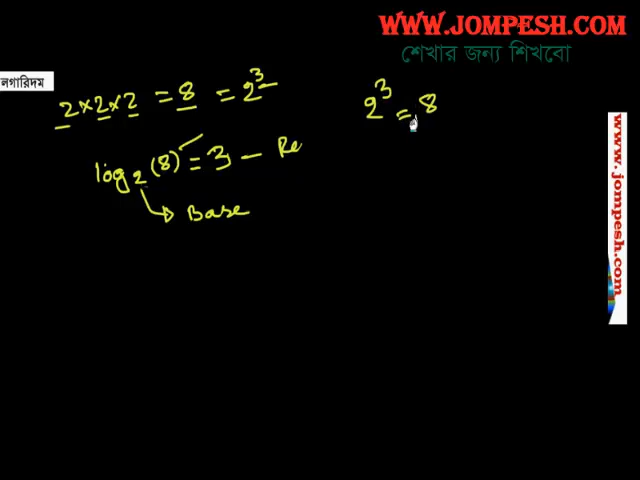 WWW.JOMPESH.COM
শেখার জন্য শিখবো
লগারিদম
2×2×2 = 8 = 2³
2³ = 8
log₂(8) = 3 – Re
Base
www.jompesh.com